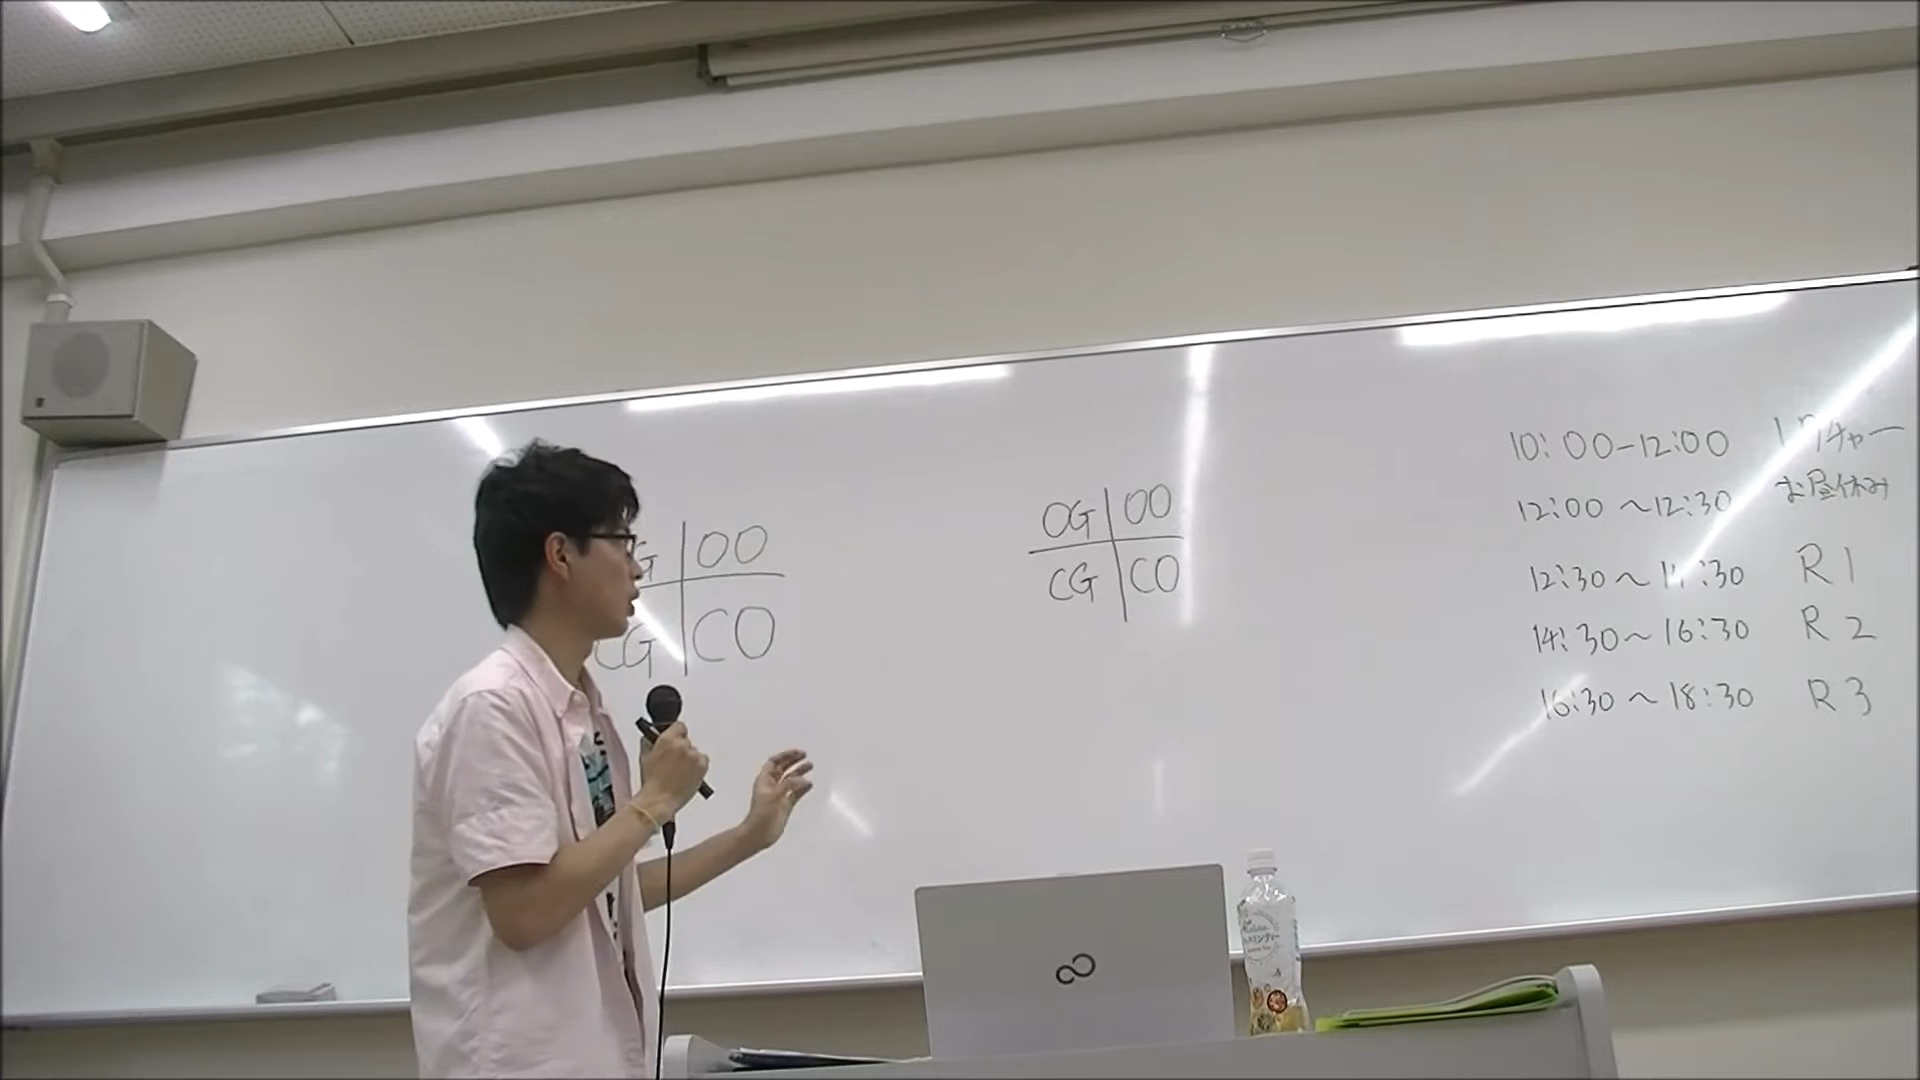 G | OO
CG | CO
OG | OO
CG | CO
10:00-12:00 レクチャー
12:00 ～12:30 お昼休み
12:30 ～ 14:30 R1
14:30～16:30 R2
16:30 ～ 18:30 R3